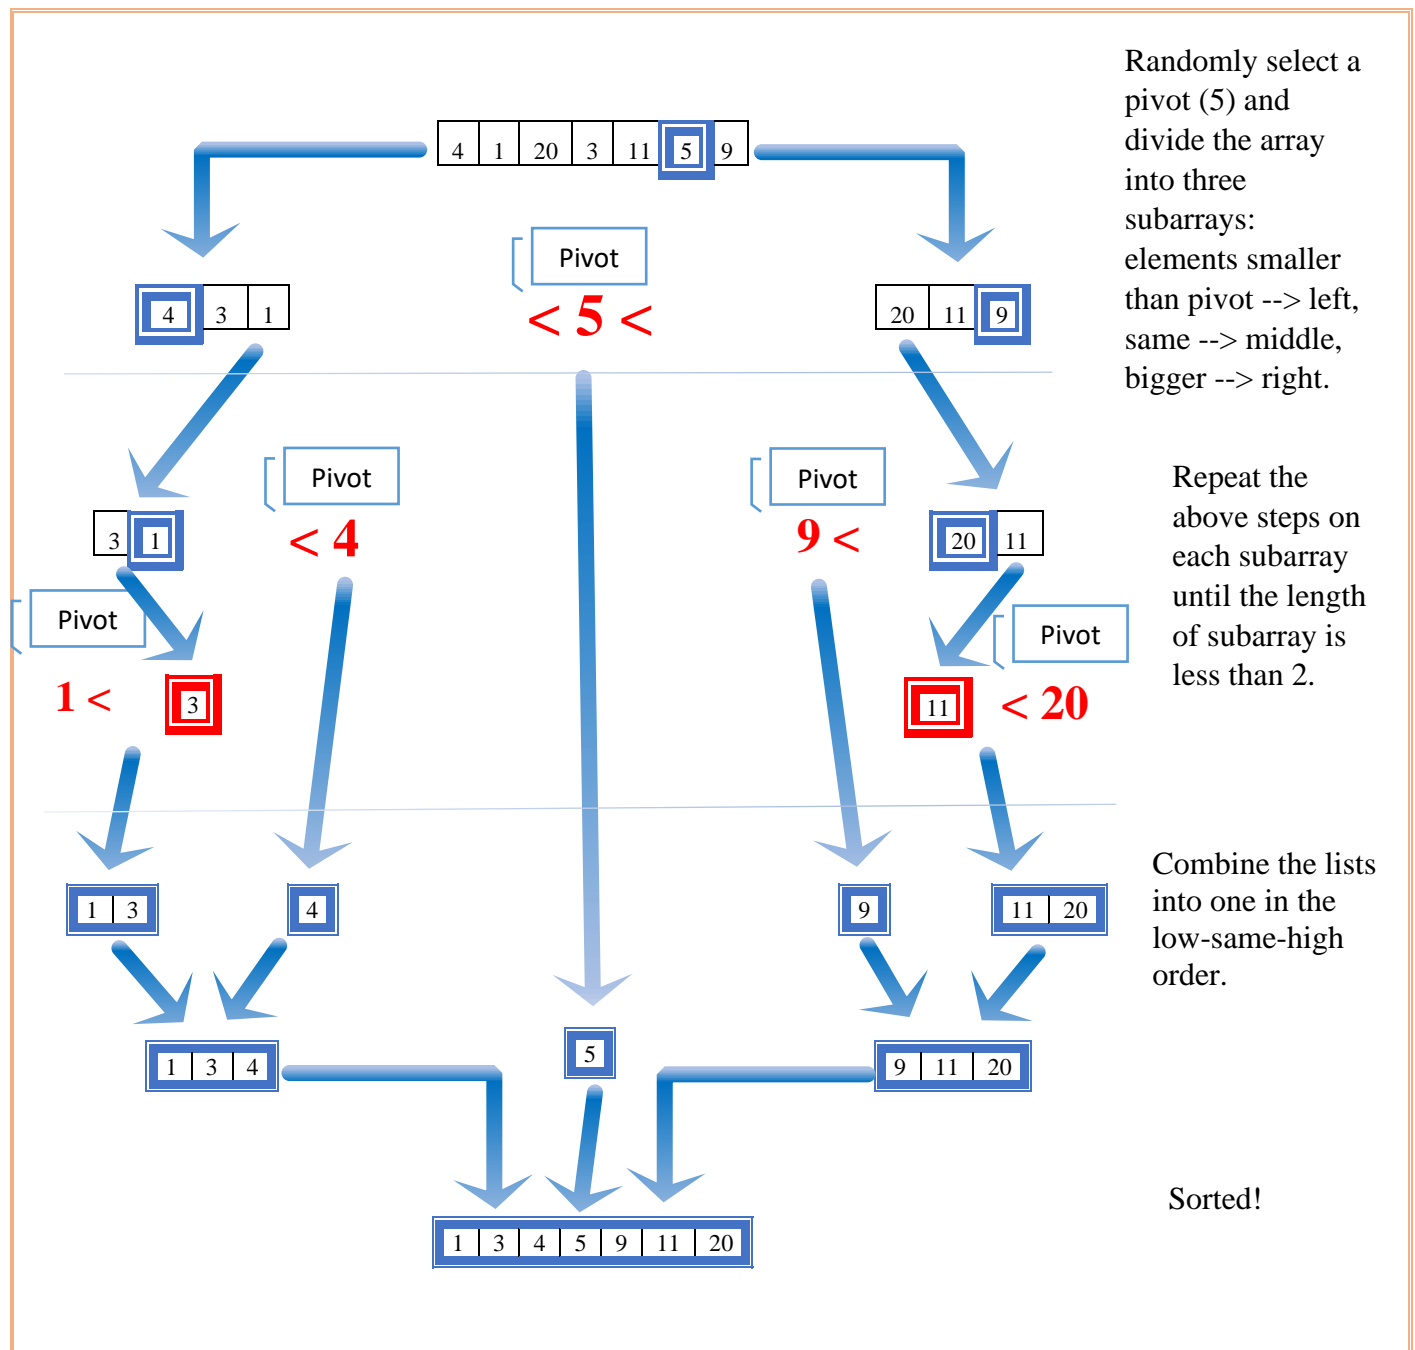 Randomly select a
pivot (5) and
divide the array
into three
subarrays:
elements smaller
than pivot --> left,
same --> middle,
bigger --> right.
4 1 20 3 11 5 9
Pivot
< 5 <
4 3 1
20 11 9
Pivot
< 4
Pivot
9 <
3 1
20 11
Repeat the
above steps on
each subarray
until the length
of subarray is
less than 2.
Pivot
1 <
3
Pivot
11
< 20
1 3
4
9
11 20
Combine the lists
into one in the
low-same-high
order.
1 3 4
5
9 11 20
Sorted!
1 3 4 5 9 11 20